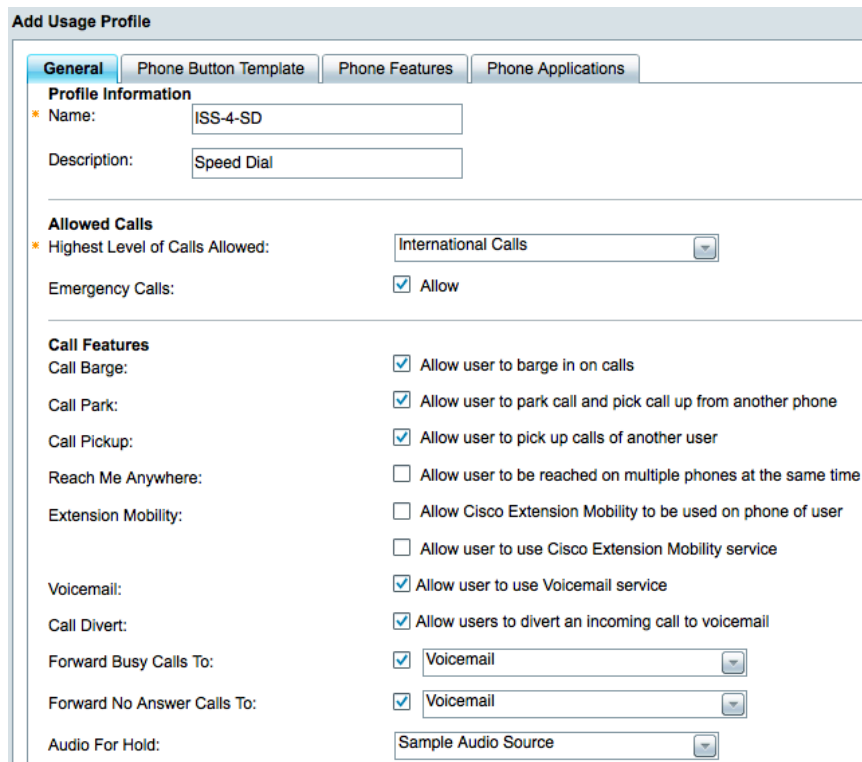 Add Usage Profile
General Phone Button Template Phone Features Phone Applications
Profile Information
* Name: ISS-4-SD
Description: Speed Dial
Allowed Calls
* Highest Level of Calls Allowed: International Calls
Emergency Calls: Allow
Call Features
Call Barge: Allow user to barge in on calls
Call Park: Allow user to park call and pick call up from another phone
Call Pickup: Allow user to pick up calls of another user
Reach Me Anywhere: Allow user to be reached on multiple phones at the same time
Extension Mobility: Allow Cisco Extension Mobility to be used on phone of user
Allow user to use Cisco Extension Mobility service
Voicemail: Allow user to use Voicemail service
Call Divert: Allow users to divert an incoming call to voicemail
Forward Busy Calls To: Voicemail
Forward No Answer Calls To: Voicemail
Audio For Hold: Sample Audio Source